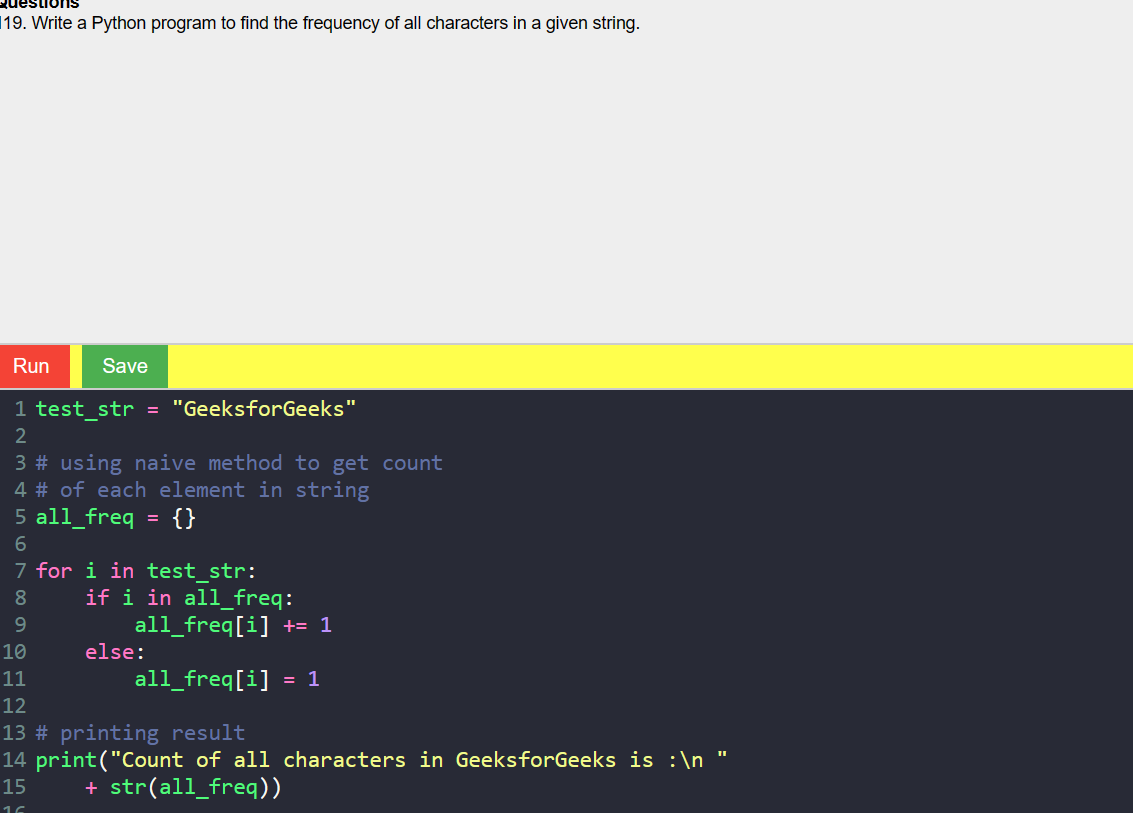 Questions
119. Write a Python program to find the frequency of all characters in a given string.
Run Save
1 test_str = "GeeksforGeeks"
2
3 # using naive method to get count
4 # of each element in string
5 all_freq = {}
6
7 for i in test_str:
8     if i in all_freq:
9         all_freq[i] += 1
10     else:
11         all_freq[i] = 1
12
13 # printing result
14 print("Count of all characters in GeeksforGeeks is :\n "
15     + str(all_freq))
16